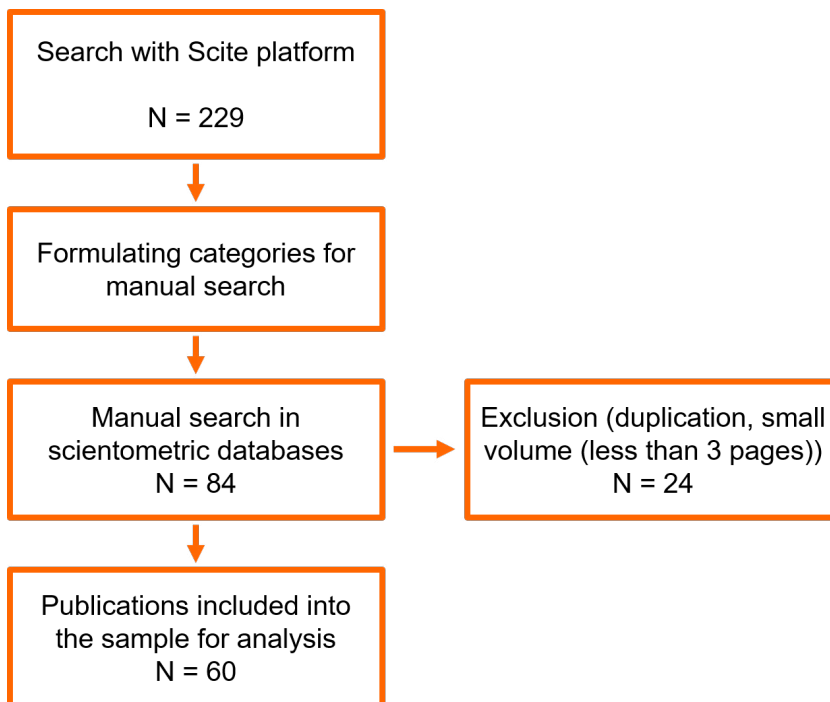 Search with Scite platform
N = 229
Formulating categories for
manual search
Manual search in
scientometric databases
N = 84
Exclusion (duplication, small
volume (less than 3 pages))
N = 24
Publications included into
the sample for analysis
N = 60